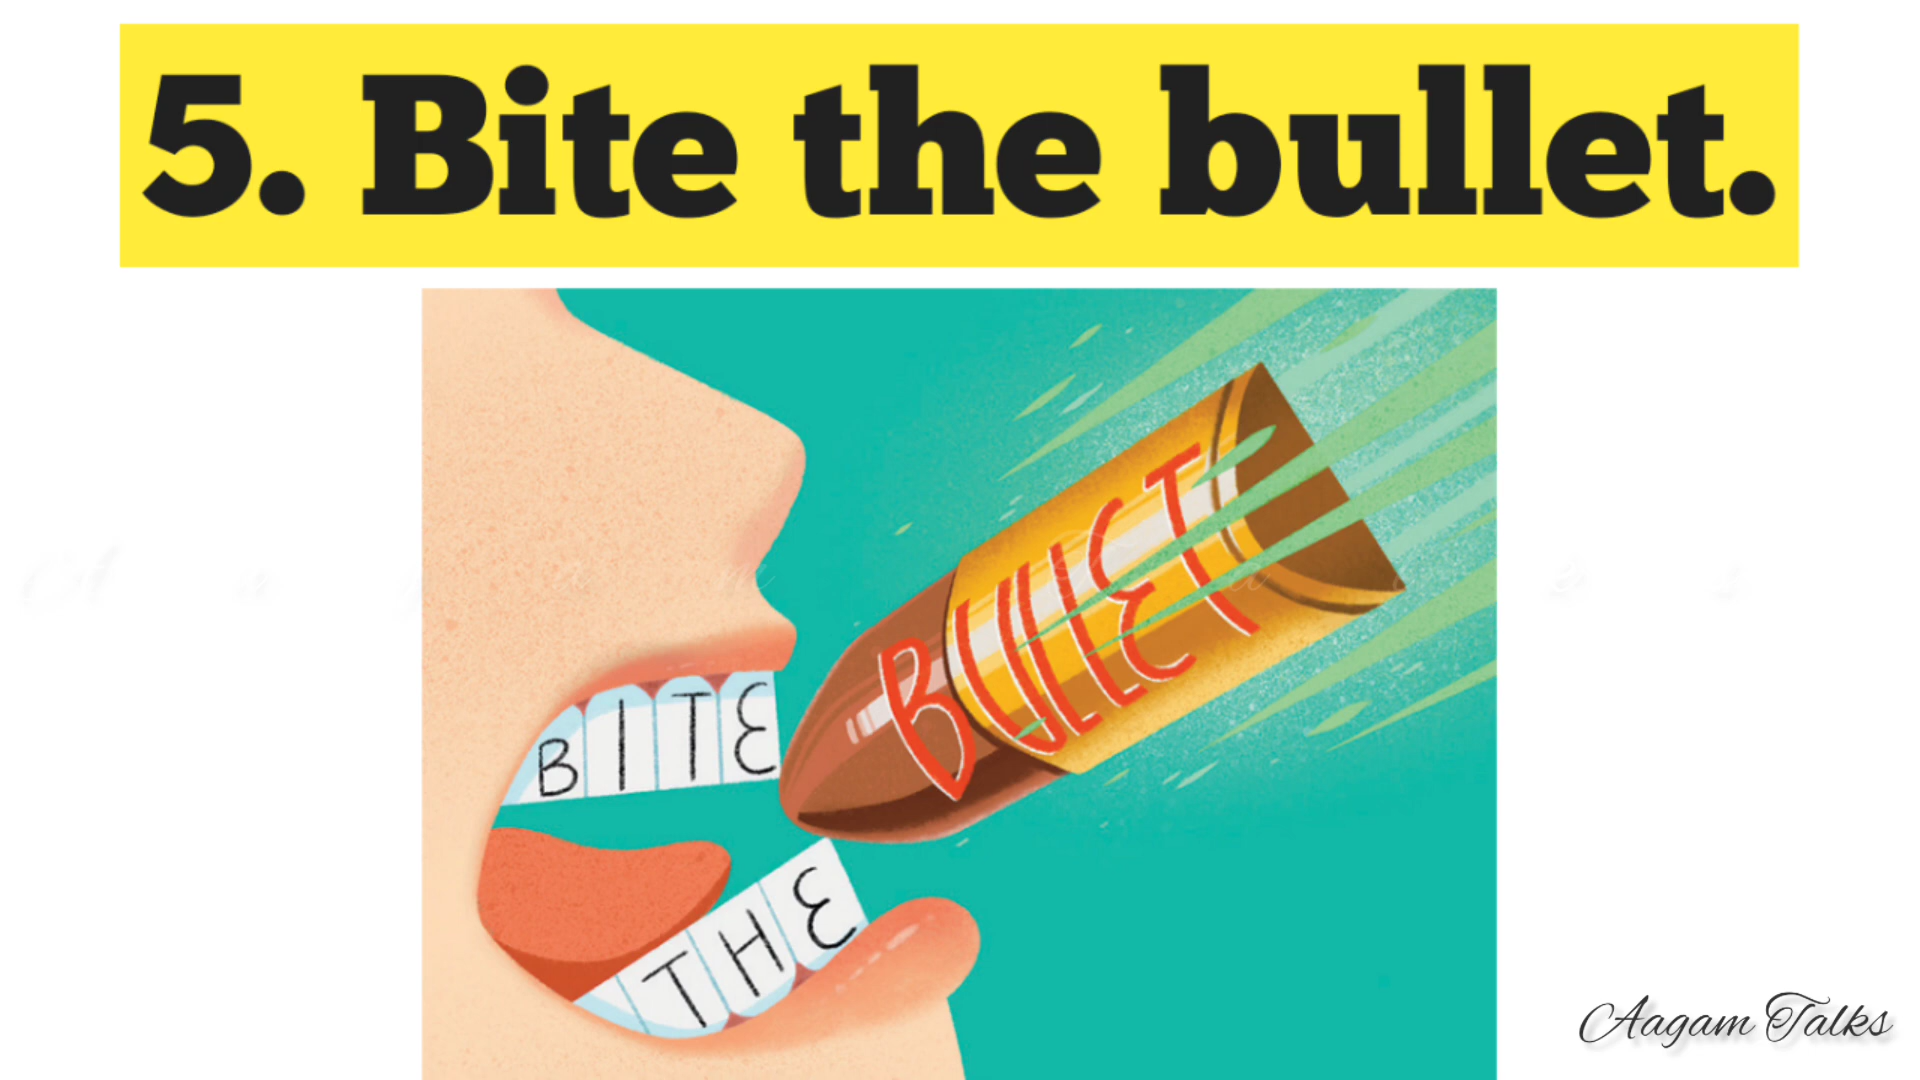 5. Bite the bullet.
BITE
BULLET
THE
Aagam Talks